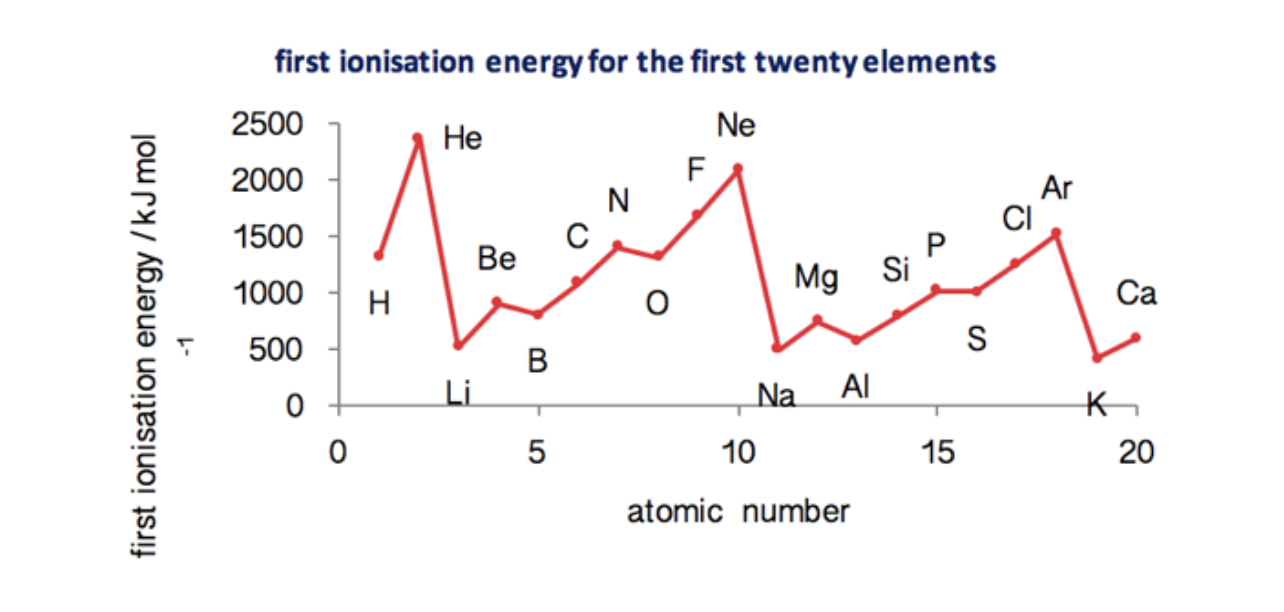 first ionisation energy for the first twenty elements
first ionisation energy / kJ mol
-1
2500
2000
1500
1000
500
0
H
He
Li
Be
B
C
N
O
F
Ne
Na
Mg
Al
Si
P
S
Cl
Ar
K
Ca
0 5 10 15 20
atomic number